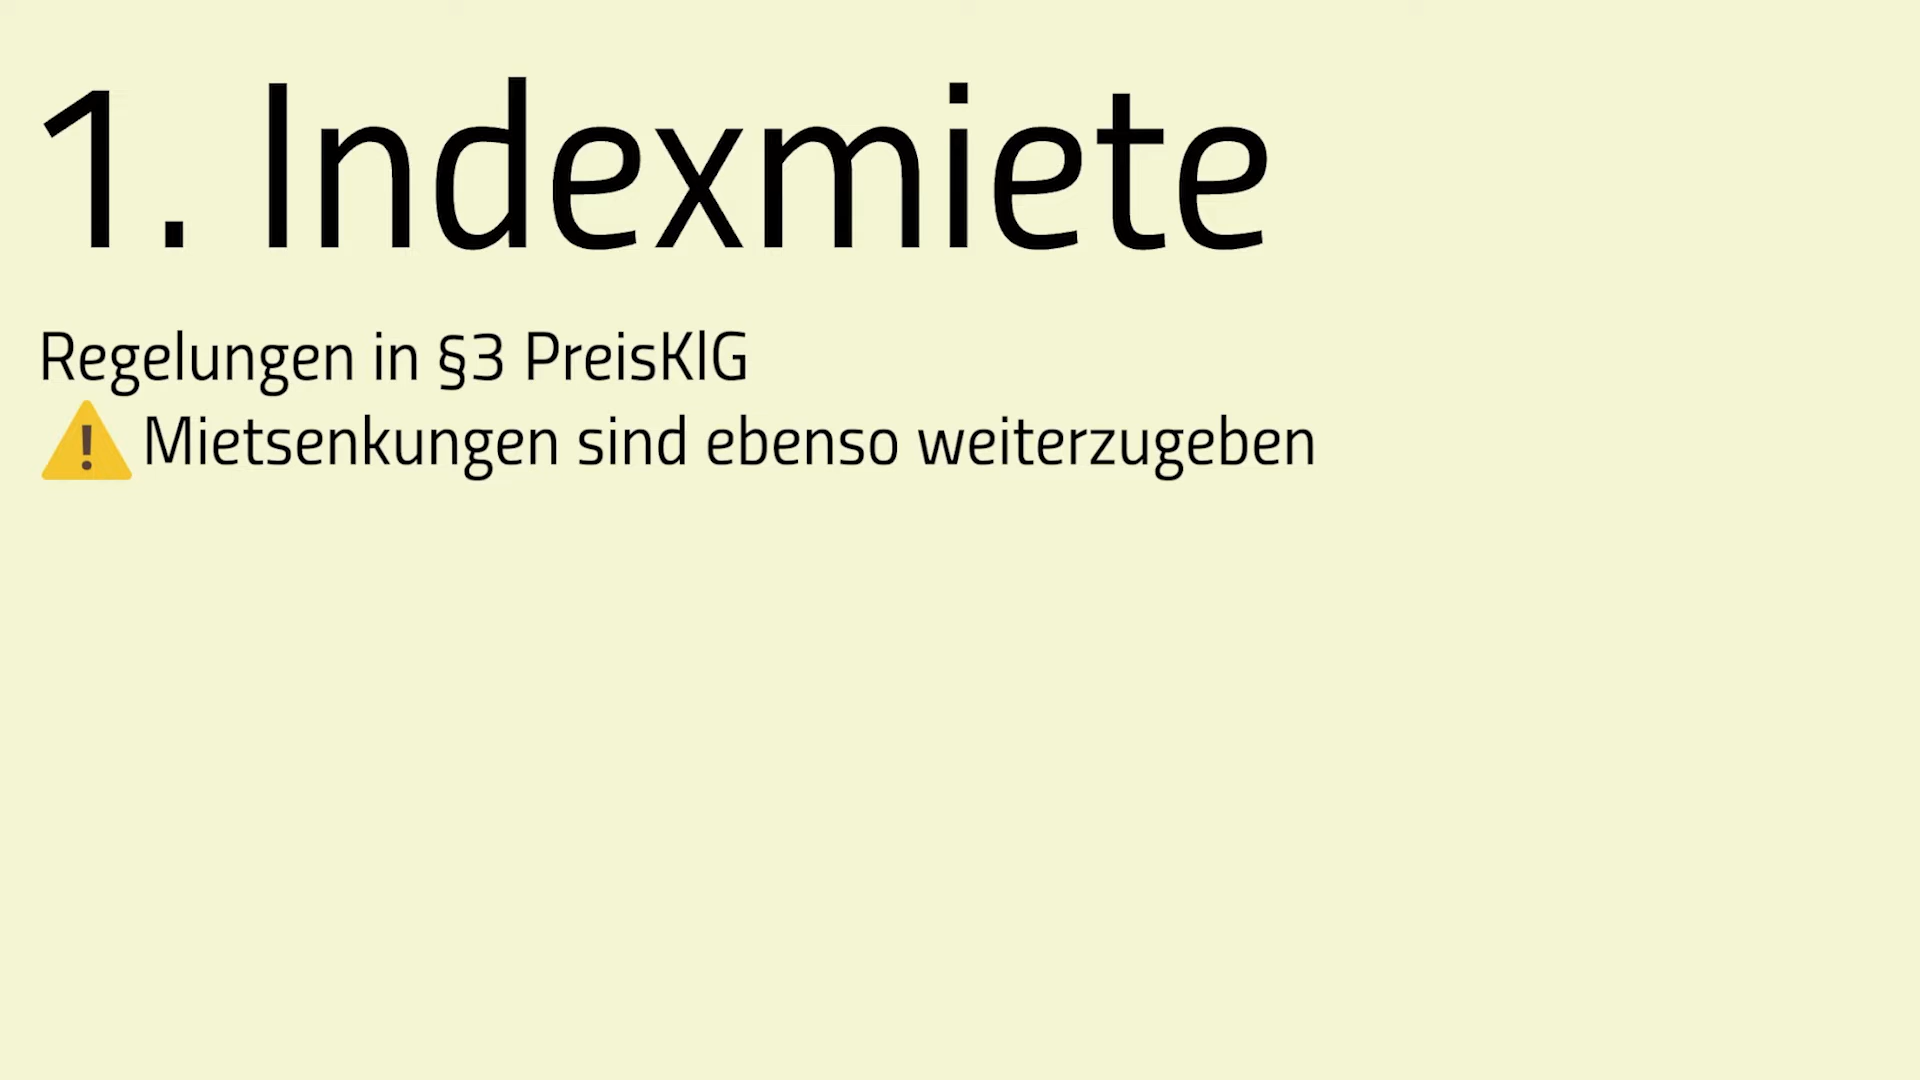 1. Indexmiete
Regelungen in §3 PreisKlG
⚠️ Mietsenkungen sind ebenso weiterzugeben